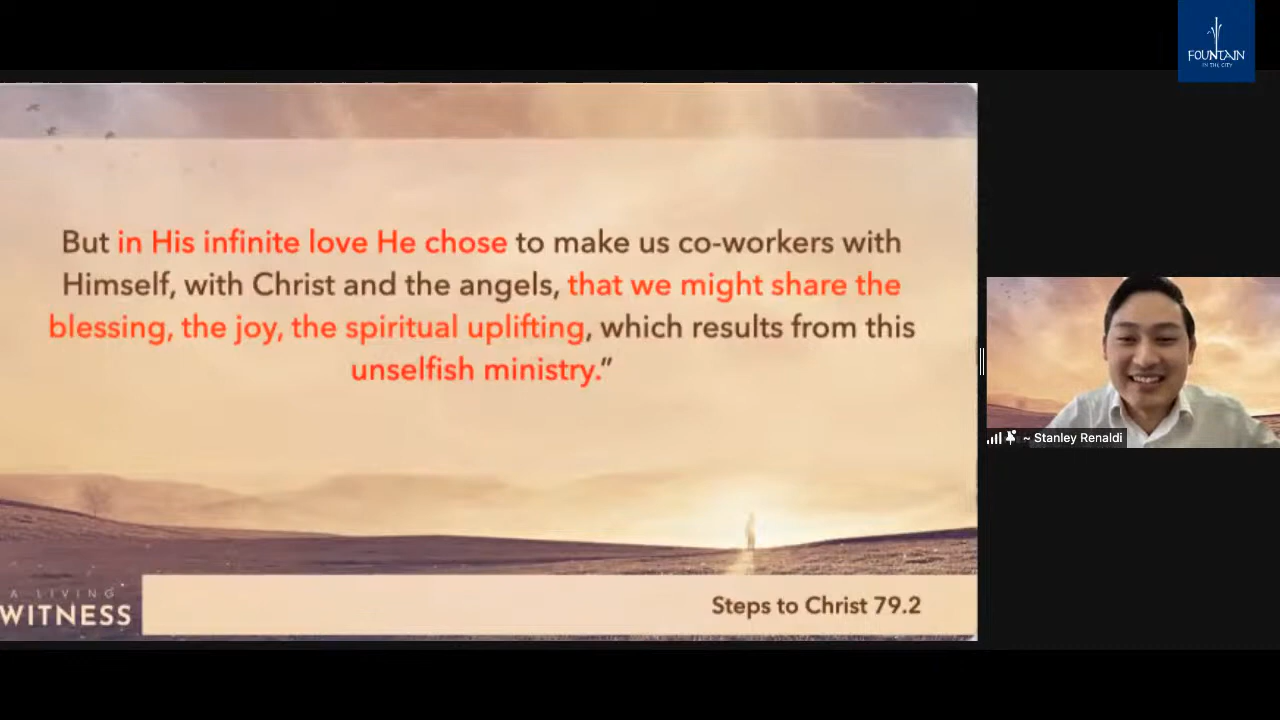 FOUNTAIN
IN THE CITY
But in His infinite love He chose to make us co-workers with
Himself, with Christ and the angels, that we might share the
blessing, the joy, the spiritual uplifting, which results from this
unselfish ministry.”
~ Stanley Renaldi
A LIVING
WITNESS
Steps to Christ 79.2